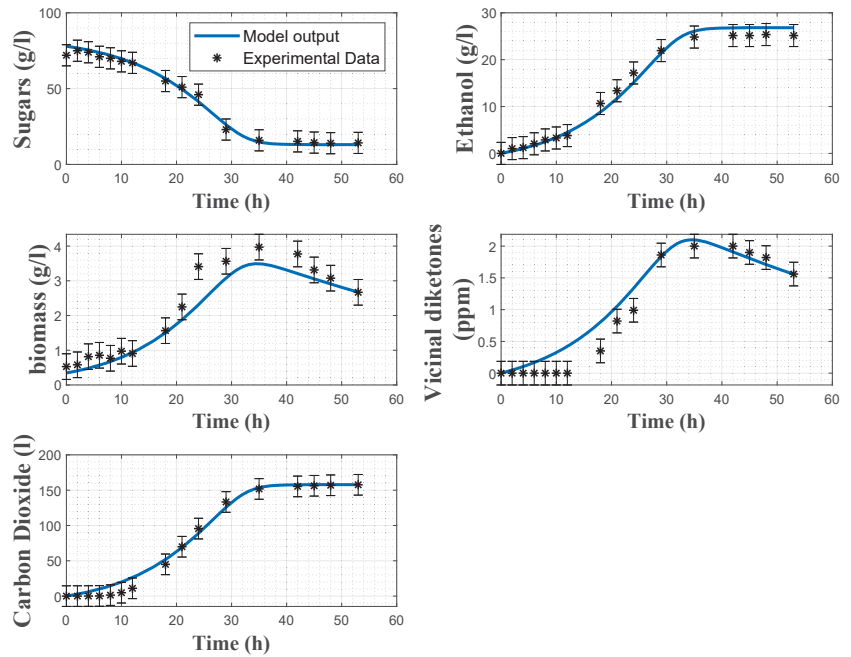 Model output
Experimental Data
Sugars (g/l)
100
50
0
0 10 20 30 40 50 60
Time (h)
Ethanol (g/l)
30
20
10
0
0 10 20 30 40 50 60
Time (h)
biomass (g/l)
4
3
2
1
0
0 10 20 30 40 50 60
Time (h)
Vicinal diketones
(ppm)
2
1.5
1
0.5
0
0 10 20 30 40 50 60
Time (h)
Carbon Dioxide (l)
200
150
100
50
0
0 10 20 30 40 50 60
Time (h)